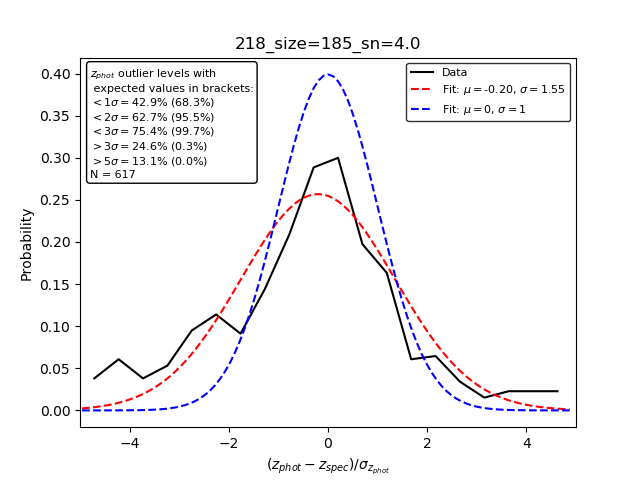 218_size=185_sn=4.0
z_phot outlier levels with
expected values in brackets:
< 1σ = 42.9% (68.3%)
< 2σ = 62.7% (95.5%)
< 3σ = 75.4% (99.7%)
> 3σ = 24.6% (0.3%)
> 5σ = 13.1% (0.0%)
N = 617
Data
Fit: μ = -0.20, σ = 1.55
Fit: μ = 0, σ = 1
0.40
0.35
0.30
0.25
0.20
0.15
0.10
0.05
0.00
Probability
−4 −2 0 2 4
(z_phot − z_spec)/σ_z_phot